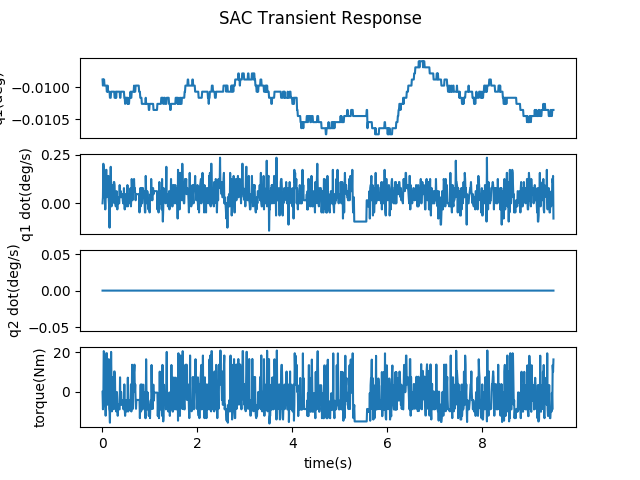 SAC Transient Response
−0.0100
−0.0105
0.25
0.00
q1 dot(deg/s)
0.05
0.00
−0.05
q2 dot(deg/s)
20
0
torque(Nm)
0 2 4 6 8
time(s)